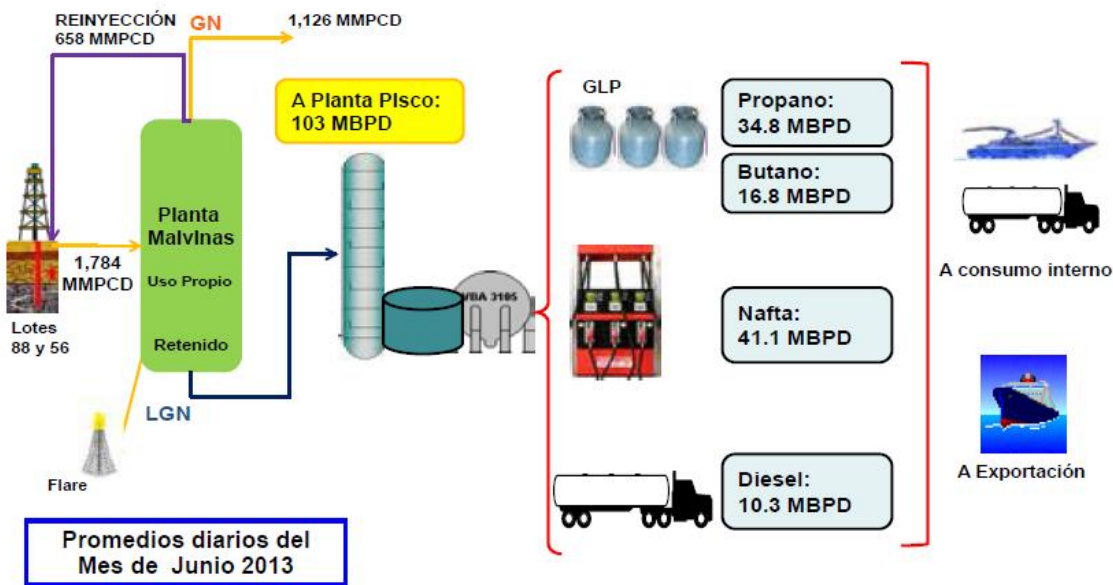 REINYECCIÓN
658 MMPCD
GN
1,126 MMPCD
A Planta PIsco:
103 MBPD
GLP
Propano:
34.8 MBPD
Butano:
16.8 MBPD
Planta
MalvInas
Uso Propio
Retenido
1,784
MMPCD
Lotes
88 y 56
LGN
Flare
VIBA 3105
Nafta:
41.1 MBPD
Diesel:
10.3 MBPD
A consumo interno
A Exportación
Promedios diarios del
Mes de Junio 2013